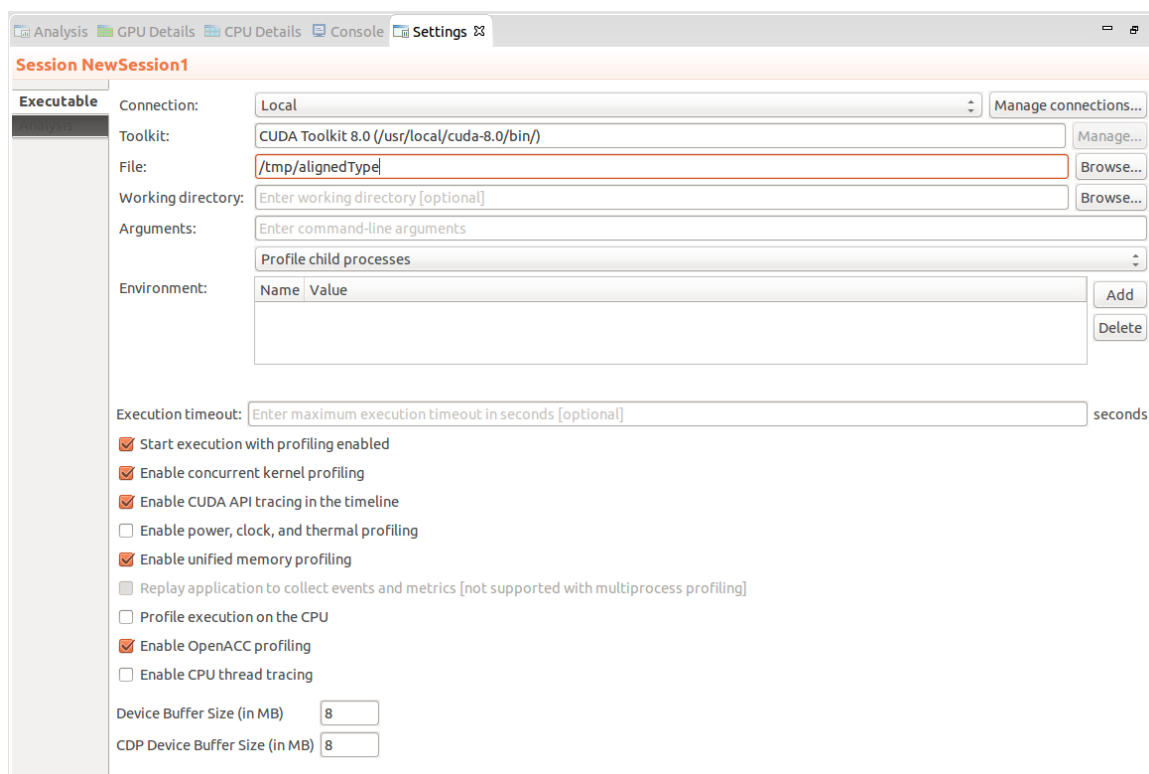 Analysis GPU Details CPU Details Console Settings
Session NewSession1
Executable
Analysis
Connection: Local Manage connections...
Toolkit: CUDA Toolkit 8.0 (/usr/local/cuda-8.0/bin/) Manage...
File: /tmp/alignedType Browse...
Working directory: Enter working directory [optional] Browse...
Arguments: Enter command-line arguments
Profile child processes
Environment: Name Value Add
Delete
Execution timeout: Enter maximum execution timeout in seconds [optional] seconds
Start execution with profiling enabled
Enable concurrent kernel profiling
Enable CUDA API tracing in the timeline
Enable power, clock, and thermal profiling
Enable unified memory profiling
Replay application to collect events and metrics [not supported with multiprocess profiling]
Profile execution on the CPU
Enable OpenACC profiling
Enable CPU thread tracing
Device Buffer Size (in MB) 8
CDP Device Buffer Size (in MB) 8